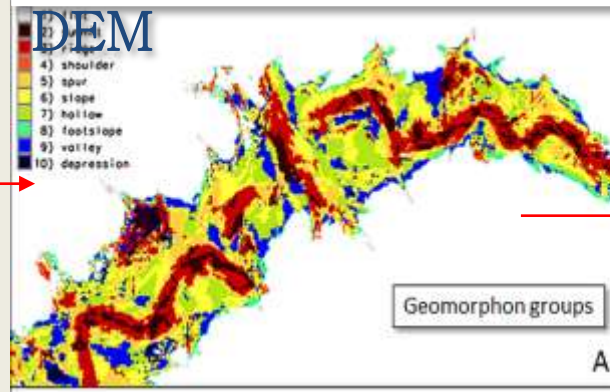 DEM
4) shoulder
5) spur
6) slope
7) hollow
8) footslope
9) valley
10) depression
Geomorphon groups
A